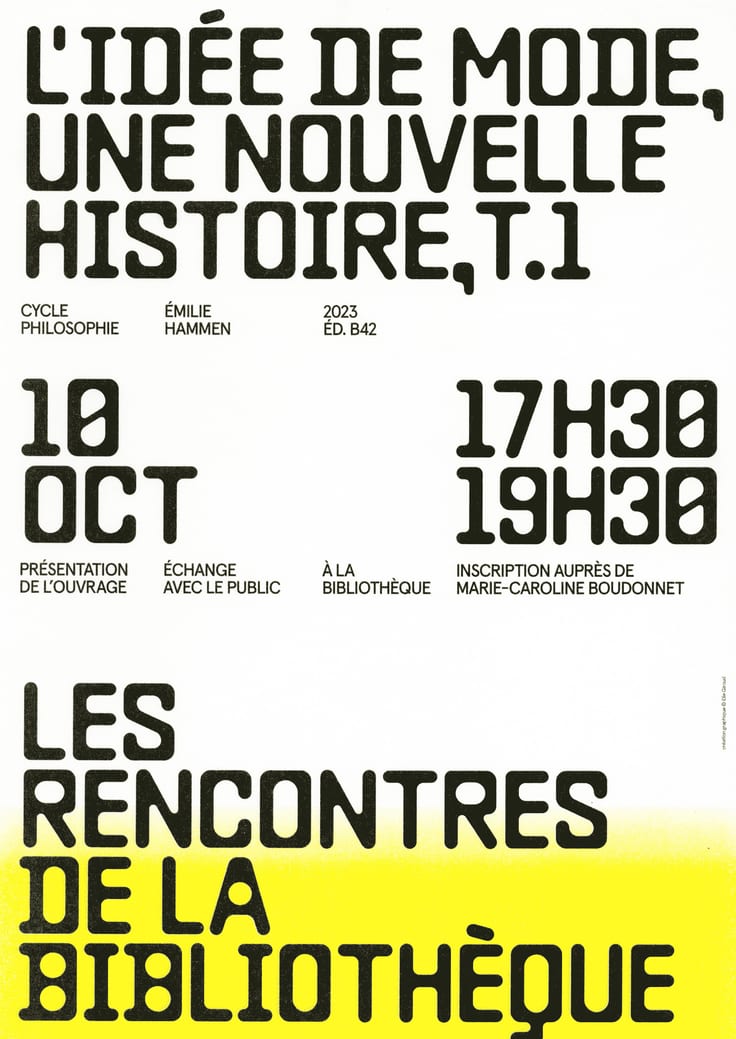 L'IDÉE DE MODE,
UNE NOUVELLE
HISTOIRE, T.1
CYCLE
PHILOSOPHIE
ÉMILIE
HAMMEN
2023
ÉD. B42
10
OCT
17H30
19H30
PRÉSENTATION
DE L'OUVRAGE
ÉCHANGE
AVEC LE PUBLIC
À LA
BIBLIOTHÈQUE
INSCRIPTION AUPRÈS DE
MARIE-CAROLINE BOUDONNET
création graphique ©
LES
RENCONTRES
DE LA
BIBLIOTHÈQUE